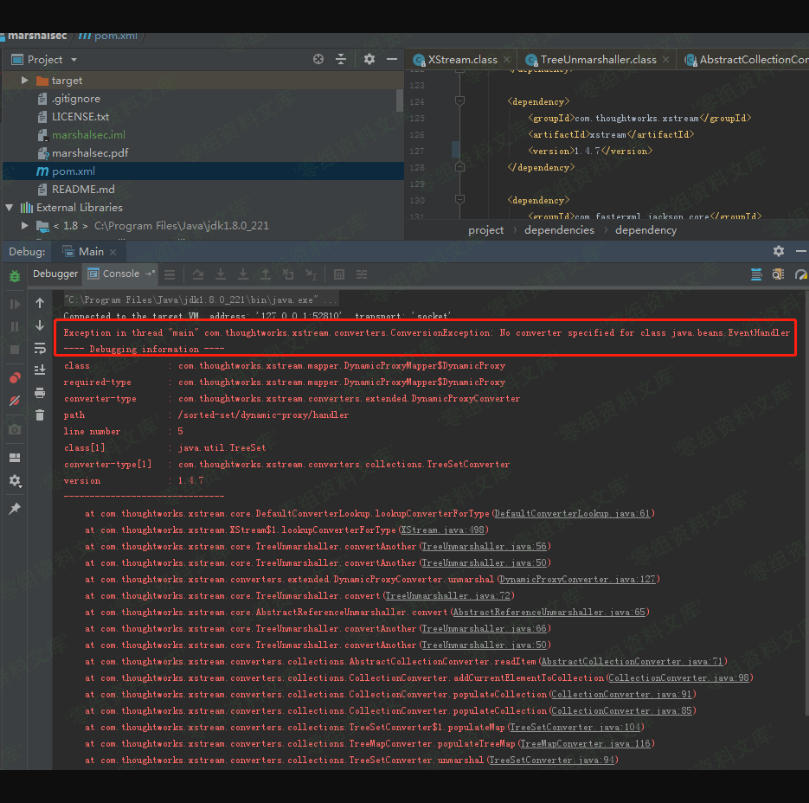 marshalsec
pom.xml
Project
XStream.class
TreeUnmarshaller.class
AbstractCollectionCon
target
.gitignore
LICENSE.txt
marshalsec.iml
marshalsec.pdf
pom.xml
README.md
External Libraries
< 1.8 > C:\Program Files\Java\jdk1.8.0_221
122 </dependency>
123
124 <dependency>
125 <groupId>com.thoughtworks.xstream</groupId>
126 <artifactId>xstream</artifactId>
127 <version>1.4.7</version>
128 </dependency>
129
130 <dependency>
131 <groupId>com.fasterxml.jackson.core</groupId>
project › dependencies › dependency
Debug: Main
Debugger Console
"C:\Program Files\Java\jdk1.8.0_221\bin\java.exe" ...
Connected to the target VM, address: '127.0.0.1:52810', transport: 'socket'
Exception in thread "main" com.thoughtworks.xstream.converters.ConversionException: No converter specified for class java.beans.EventHandler
---- Debugging information ----
class : com.thoughtworks.xstream.mapper.DynamicProxyMapper$DynamicProxy
required-type : com.thoughtworks.xstream.mapper.DynamicProxyMapper$DynamicProxy
converter-type : com.thoughtworks.xstream.converters.extended.DynamicProxyConverter
path : /sorted-set/dynamic-proxy/handler
line number : 5
class[1] : java.util.TreeSet
converter-type[1] : com.thoughtworks.xstream.converters.collections.TreeSetConverter
version : 1.4.7
-------------------------------
at com.thoughtworks.xstream.core.DefaultConverterLookup.lookupConverterForType(DefaultConverterLookup.java:61)
at com.thoughtworks.xstream.XStream$1.lookupConverterForType(XStream.java:498)
at com.thoughtworks.xstream.core.TreeUnmarshaller.convertAnother(TreeUnmarshaller.java:56)
at com.thoughtworks.xstream.core.TreeUnmarshaller.convertAnother(TreeUnmarshaller.java:50)
at com.thoughtworks.xstream.converters.extended.DynamicProxyConverter.unmarshal(DynamicProxyConverter.java:127)
at com.thoughtworks.xstream.core.TreeUnmarshaller.convert(TreeUnmarshaller.java:72)
at com.thoughtworks.xstream.core.AbstractReferenceUnmarshaller.convert(AbstractReferenceUnmarshaller.java:65)
at com.thoughtworks.xstream.core.TreeUnmarshaller.convertAnother(TreeUnmarshaller.java:66)
at com.thoughtworks.xstream.core.TreeUnmarshaller.convertAnother(TreeUnmarshaller.java:50)
at com.thoughtworks.xstream.converters.collections.AbstractCollectionConverter.readItem(AbstractCollectionConverter.java:71)
at com.thoughtworks.xstream.converters.collections.CollectionConverter.addCurrentElementToCollection(CollectionConverter.java:98)
at com.thoughtworks.xstream.converters.collections.CollectionConverter.populateCollection(CollectionConverter.java:91)
at com.thoughtworks.xstream.converters.collections.CollectionConverter.populateCollection(CollectionConverter.java:85)
at com.thoughtworks.xstream.converters.collections.TreeSetConverter$1.populateMap(TreeSetConverter.java:104)
at com.thoughtworks.xstream.converters.collections.TreeMapConverter.populateTreeMap(TreeMapConverter.java:116)
at com.thoughtworks.xstream.converters.collections.TreeSetConverter.unmarshal(TreeSetConverter.java:94)